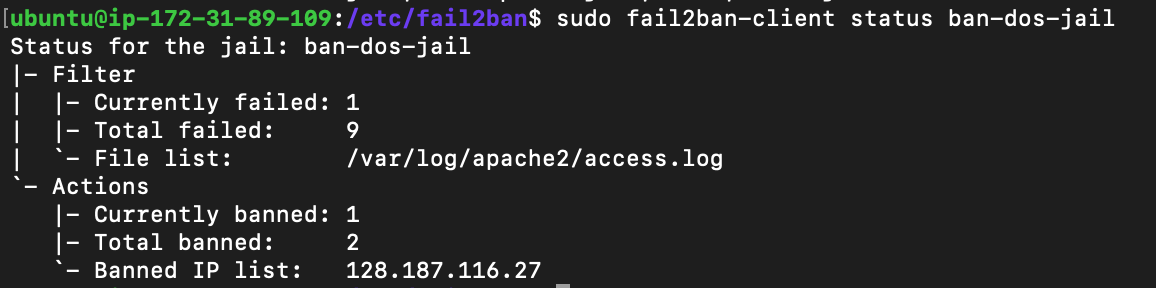 [ubuntu@ip-172-31-89-109:/etc/fail2ban$ sudo fail2ban-client status ban-dos-jail
Status for the jail: ban-dos-jail
|- Filter
|  |- Currently failed: 1
|  |- Total failed:     9
|  `- File list:        /var/log/apache2/access.log
`- Actions
   |- Currently banned: 1
   |- Total banned:     2
   `- Banned IP list:   128.187.116.27